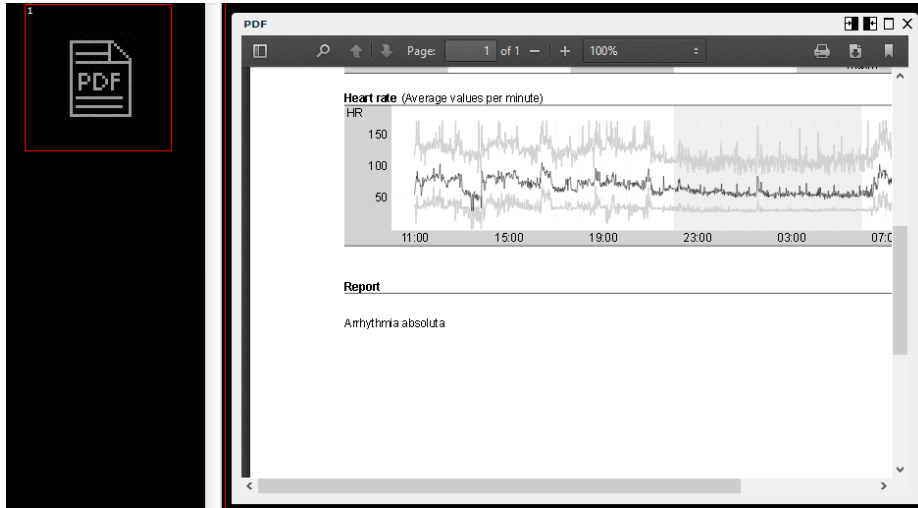 1
PDF
PDF
Page: 1 of 1 100%
Heart rate (Average values per minute)
HR
150
100
50
11:00 15:00 19:00 23:00 03:00
Report
Arrhythmia absoluta